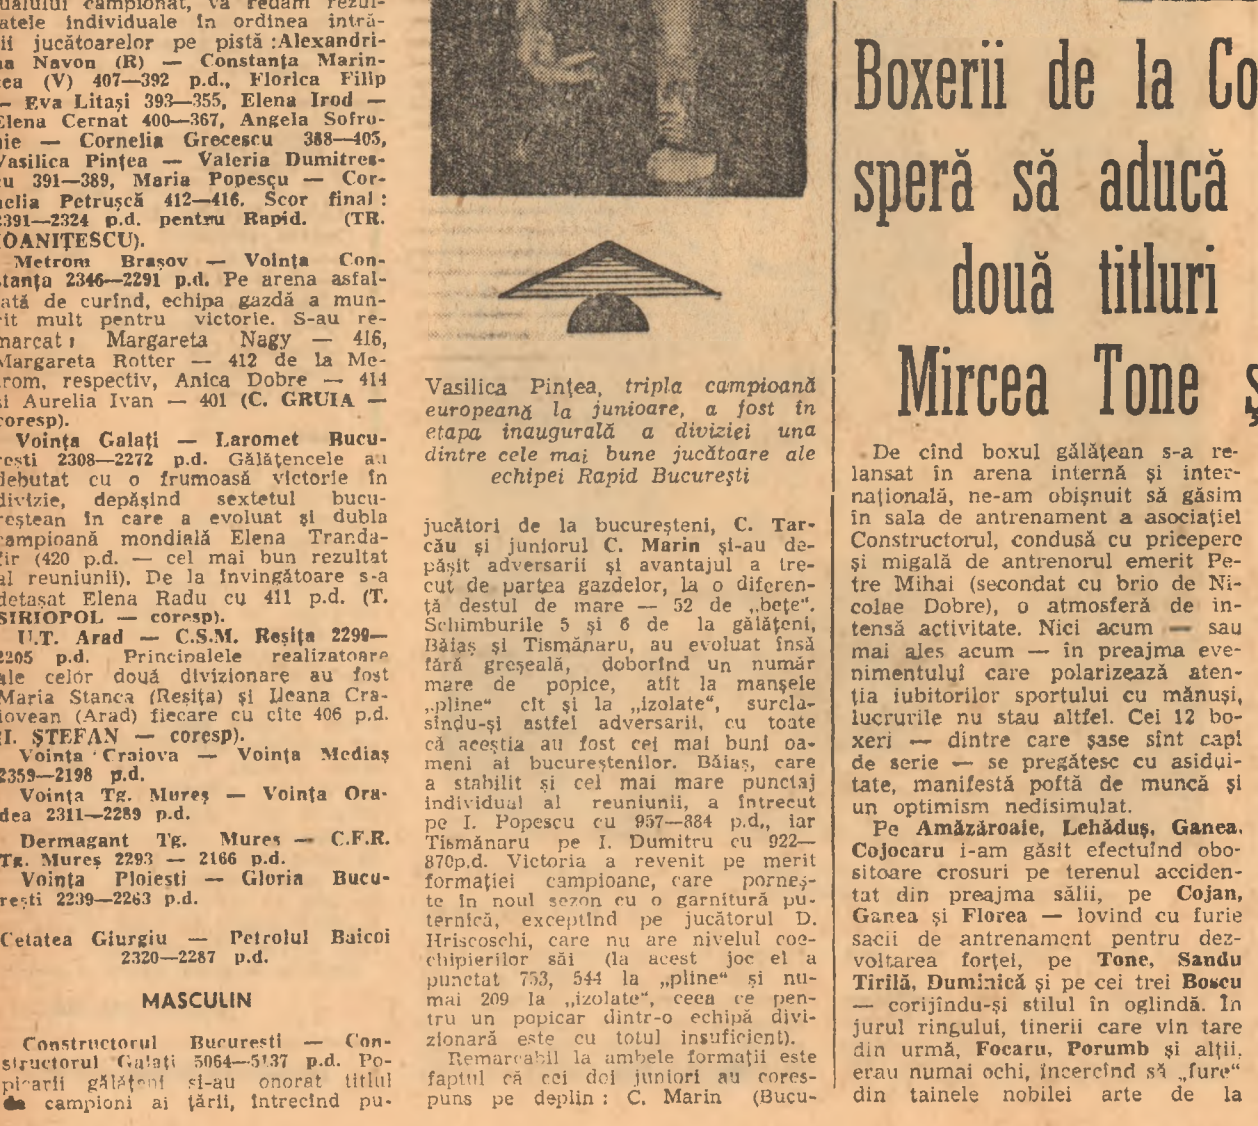 ualului campionat, vă redăm rezul-
atele individuale în ordinea intră-
ii jucătoarelor pe pistă :Alexandri-
na Navon (R) — Constanța Marin-
cea (V) 407—392 p.d., Florica Filip
— Eva Litași 393—355, Elena Irod —
Elena Cernat 400—367, Angela Sofro-
nie — Cornelia Grecescu 388—405,
Vasilica Pințea — Valeria Dumitres-
cu 391—389, Maria Popescu — Cor-
nelia Petrușcă 412—416. Scor final :
2391—2324 p.d. pentru Rapid. (TR.
IOANIȚESCU).
Metrom Brașov — Voința Con-
stanța 2346—2291 p.d. Pe arena asfal-
tată de curînd, echipa gazdă a mun-
cit mult pentru victorie. S-au re-
marcat : Margareta Nagy — 416,
Margareta Rotter — 412 de la Me-
trom, respectiv, Anica Dobre — 414
și Aurelia Ivan — 401 (C. GRUIA —
coresp).
Voința Galați — Laromet Bucu-
rești 2308—2272 p.d. Gălățencele au
debutat cu o frumoasă victorie în
divizie, depășind sextetul bucu-
reștean în care a evoluat și dubla
campioană mondială Elena Tranda-
fir (420 p.d. — cel mai bun rezultat
al reuniunii). De la învingătoare s-a
detașat Elena Radu cu 411 p.d. (T.
SIRIOPOL — coresp).
U.T. Arad — C.S.M. Reșița 2290—
2205 p.d. Principalele realizatoare
ale celor două divizionare au fost
Maria Stanca (Reșița) și Ileana Cra-
iovean (Arad) fiecare cu cîte 406 p.d.
(I. ȘTEFAN — coresp).
Voința Craiova — Voința Mediaș
2359—2198 p.d.
Voința Tg. Mureș — Voința Ora-
dea 2311—2289 p.d.
Dermagant Tg. Mureș — C.F.R.
Tg. Mureș 2293 — 2166 p.d.
Voința Ploiești — Gloria Bucu-
rești 2239—2263 p.d.
Cetatea Giurgiu — Petrolul Baicoi
2320—2287 p.d.
MASCULIN
Constructorul București — Con-
structorul Galați 5064—5137 p.d. Po-
picarii gălățeni și-au onorat titlul
de campioni ai țării, întrecînd pu-
Vasilica Pințea, tripla campioană
europeană la junioare, a fost în
etapa inaugurală a diviziei una
dintre cele mai bune jucătoare ale
echipei Rapid București
jucători de la bucureșteni, C. Tar-
cău și juniorul C. Marin și-au de-
pășit adversarii și avantajul a tre-
cut de partea gazdelor, la o diferen-
ță destul de mare — 52 de „bețe“.
Schimburile 5 și 6 de la gălățeni,
Băiaș și Tismănaru, au evoluat însă
fără greșeală, doborînd un număr
mare de popice, atît la manșele
„pline“ cît și la „izolate“, surcla-
sîndu-și astfel adversarii, cu toate
că aceștia au fost cei mai buni oa-
meni ai bucureștenilor. Băiaș, care
a stabilit și cel mai mare punctaj
individual al reuniunii, a întrecut
pe I. Popescu cu 957—884 p.d., iar
Tismănaru pe I. Dumitru cu 922—
870p.d. Victoria a revenit pe merit
formației campioane, care porneș-
te în noul sezon cu o garnitură pu-
ternică, exceptînd pe jucătorul D.
Hriscoschi, care nu are nivelul coe-
chipierilor săi (la acest joc el a
punctat 753, 544 la „pline“ și nu-
mai 209 la „izolate“, ceea ce pen-
tru un popicar dintr-o echipă divi-
zionară este cu totul insuficient).
Remarcabil la ambele formații este
faptul că cei doi juniori au cores-
puns pe deplin : C. Marin (Bucu-
Boxerii de la Co
speră să aducă
două titluri
Mircea Tone ș
De cînd boxul gălățean s-a re-
lansat în arena internă și inter-
națională, ne-am obișnuit să găsim
în sala de antrenament a asociației
Constructorul, condusă cu pricepere
și migală de antrenorul emerit Pe-
tre Mihai (secondat cu brio de Ni-
colae Dobre), o atmosferă de in-
tensă activitate. Nici acum — sau
mai ales acum — în preajma eve-
nimentului care polarizează aten-
ția iubitorilor sportului cu mănuși,
lucrurile nu stau altfel. Cei 12 bo-
xeri — dintre care șase sînt capi
de serie — se pregătesc cu asidui-
tate, manifestă poftă de muncă și
un optimism nedisimulat.
Pe Amăzăroaie, Lehăduș, Ganea,
Cojocaru i-am găsit efectuînd obo-
sitoare crosuri pe terenul acciden-
tat din preajma sălii, pe Cojan,
Ganea și Florea — lovind cu furie
sacii de antrenament pentru dez-
voltarea forței, pe Tone, Sandu
Tirilă, Duminică și pe cei trei Boscu
— corijîndu-și stilul în oglindă. În
jurul ringului, tinerii care vin tare
din urmă, Focaru, Porumb și alții,
erau numai ochi, încercînd să „fure“
din tainele nobilei arte de la